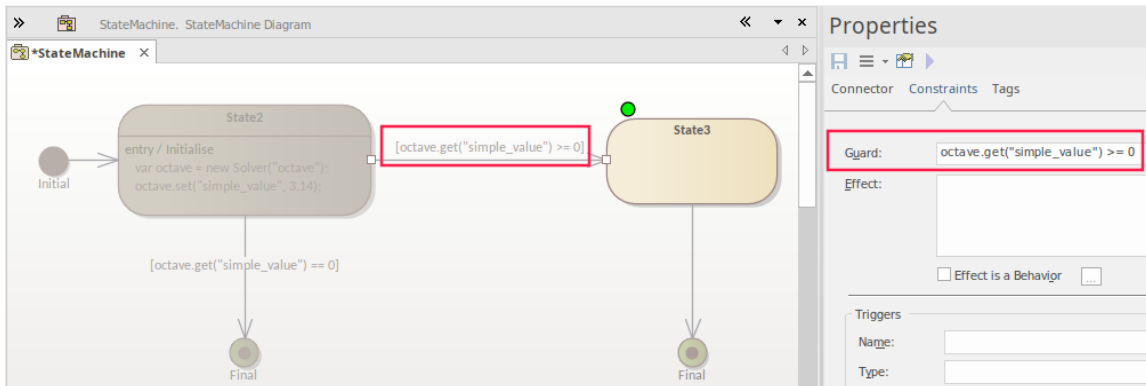 StateMachine. StateMachine Diagram
*StateMachine
State2
entry / Initialise
var octave = new Solver("octave");
octave.set("simple_value", 3.14);
[octave.get("simple_value") >= 0]
State3
Initial
[octave.get("simple_value") == 0]
Final
Final
Properties
Connector Constraints Tags
Guard: octave.get("simple_value") >= 0
Effect:
Effect is a Behavior ...
Triggers
Name:
Type: